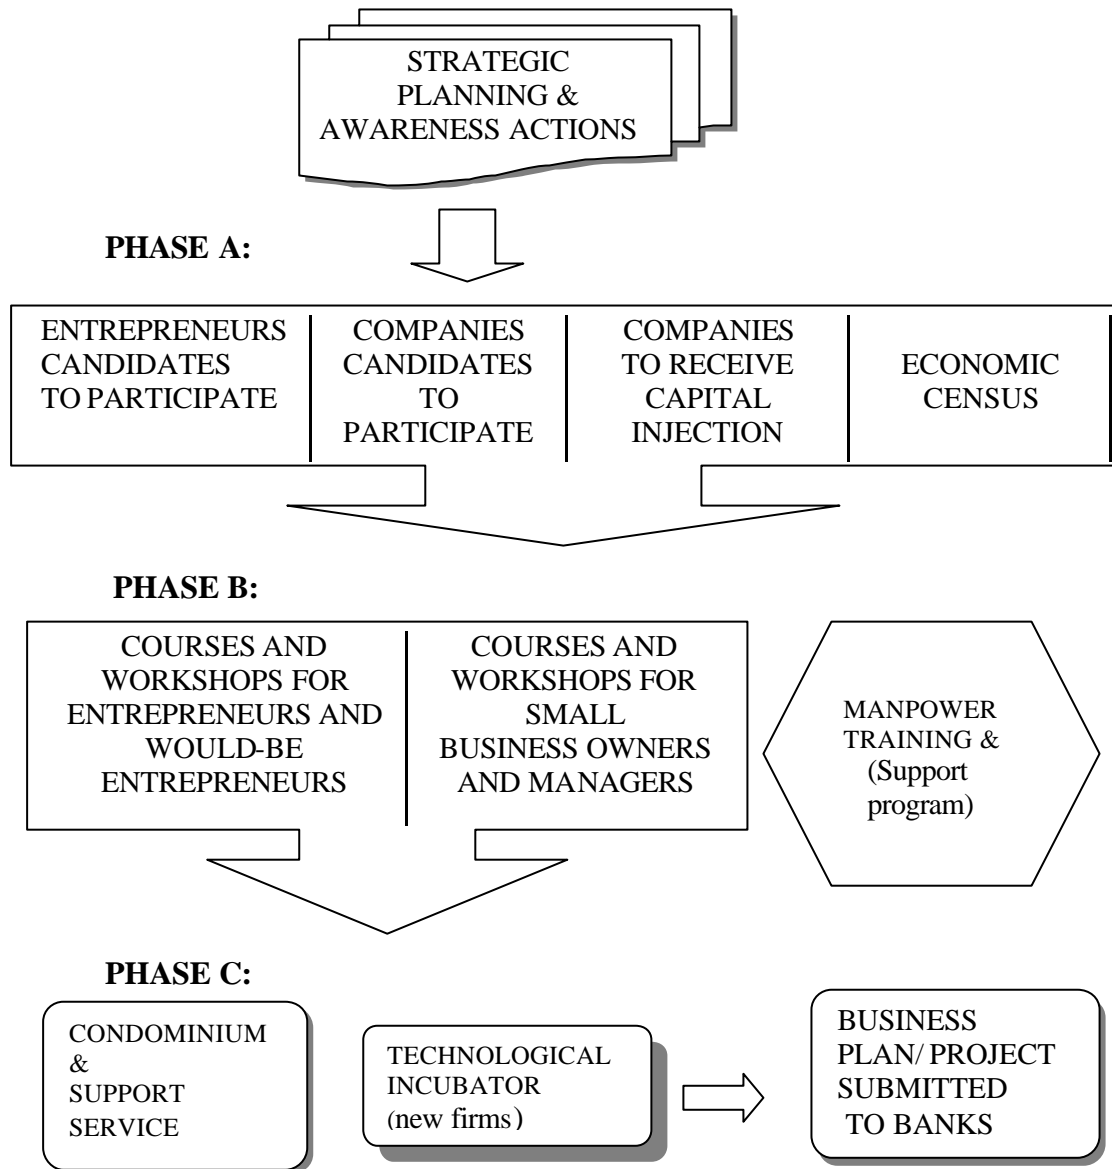 STRATEGIC
PLANNING &
AWARENESS ACTIONS
PHASE A:
ENTREPRENEURS
CANDIDATES
TO PARTICIPATE
COMPANIES
CANDIDATES
TO
PARTICIPATE
COMPANIES
TO RECEIVE
CAPITAL
INJECTION
ECONOMIC
CENSUS
PHASE B:
COURSES AND
WORKSHOPS FOR
ENTREPRENEURS AND
WOULD-BE
ENTREPRENEURS
COURSES AND
WORKSHOPS FOR
SMALL
BUSINESS OWNERS
AND MANAGERS
MANPOWER
TRAINING &
(Support
program)
PHASE C:
CONDOMINIUM
&
SUPPORT
SERVICE
TECHNOLOGICAL
INCUBATOR
(new firms)
BUSINESS
PLAN/ PROJECT
SUBMITTED
TO BANKS